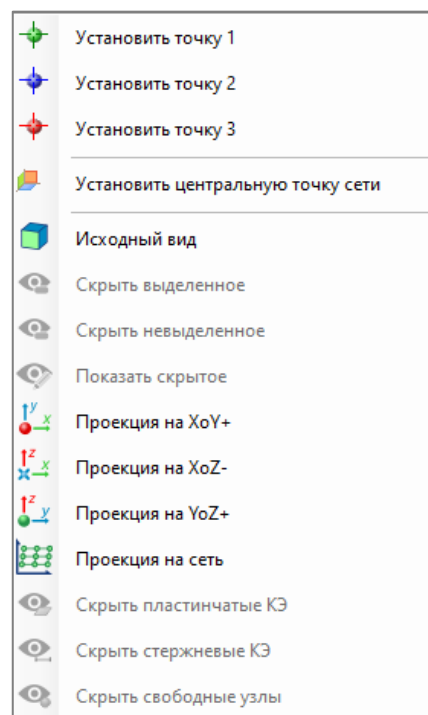 Установить точку 1
Установить точку 2
Установить точку 3
Установить центральную точку сети
Исходный вид
Скрыть выделенное
Скрыть невыделенное
Показать скрытое
y
x
Проекция на XoY+
z
x
Проекция на XoZ-
z
y
Проекция на YoZ+
Проекция на сеть
Скрыть пластинчатые КЭ
Скрыть стержневые КЭ
Скрыть свободные узлы